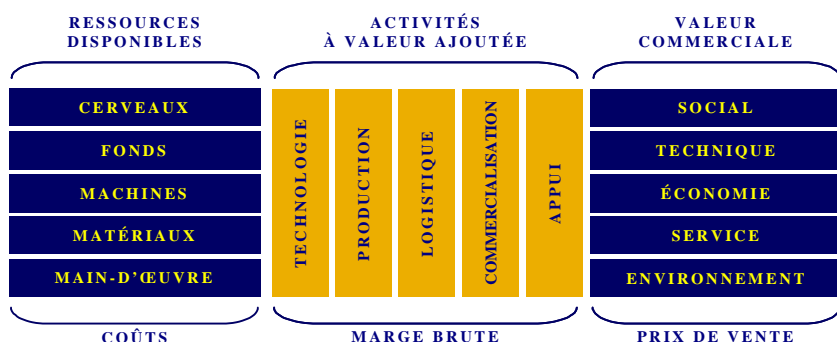 RESSOURCES
DISPONIBLES
ACTIVITÉS
À VALEUR AJOUTÉE
VALEUR
COMMERCIALE
CERVEAUX
FONDS
MACHINES
MATÉRIAUX
MAIN-D'ŒUVRE
TECHNOLOGIE
PRODUCTION
LOGISTIQUE
COMMERCIALISATION
APPUI
SOCIAL
TECHNIQUE
ÉCONOMIE
SERVICE
ENVIRONNEMENT
COÛTS
MARGE BRUTE
PRIX DE VENTE